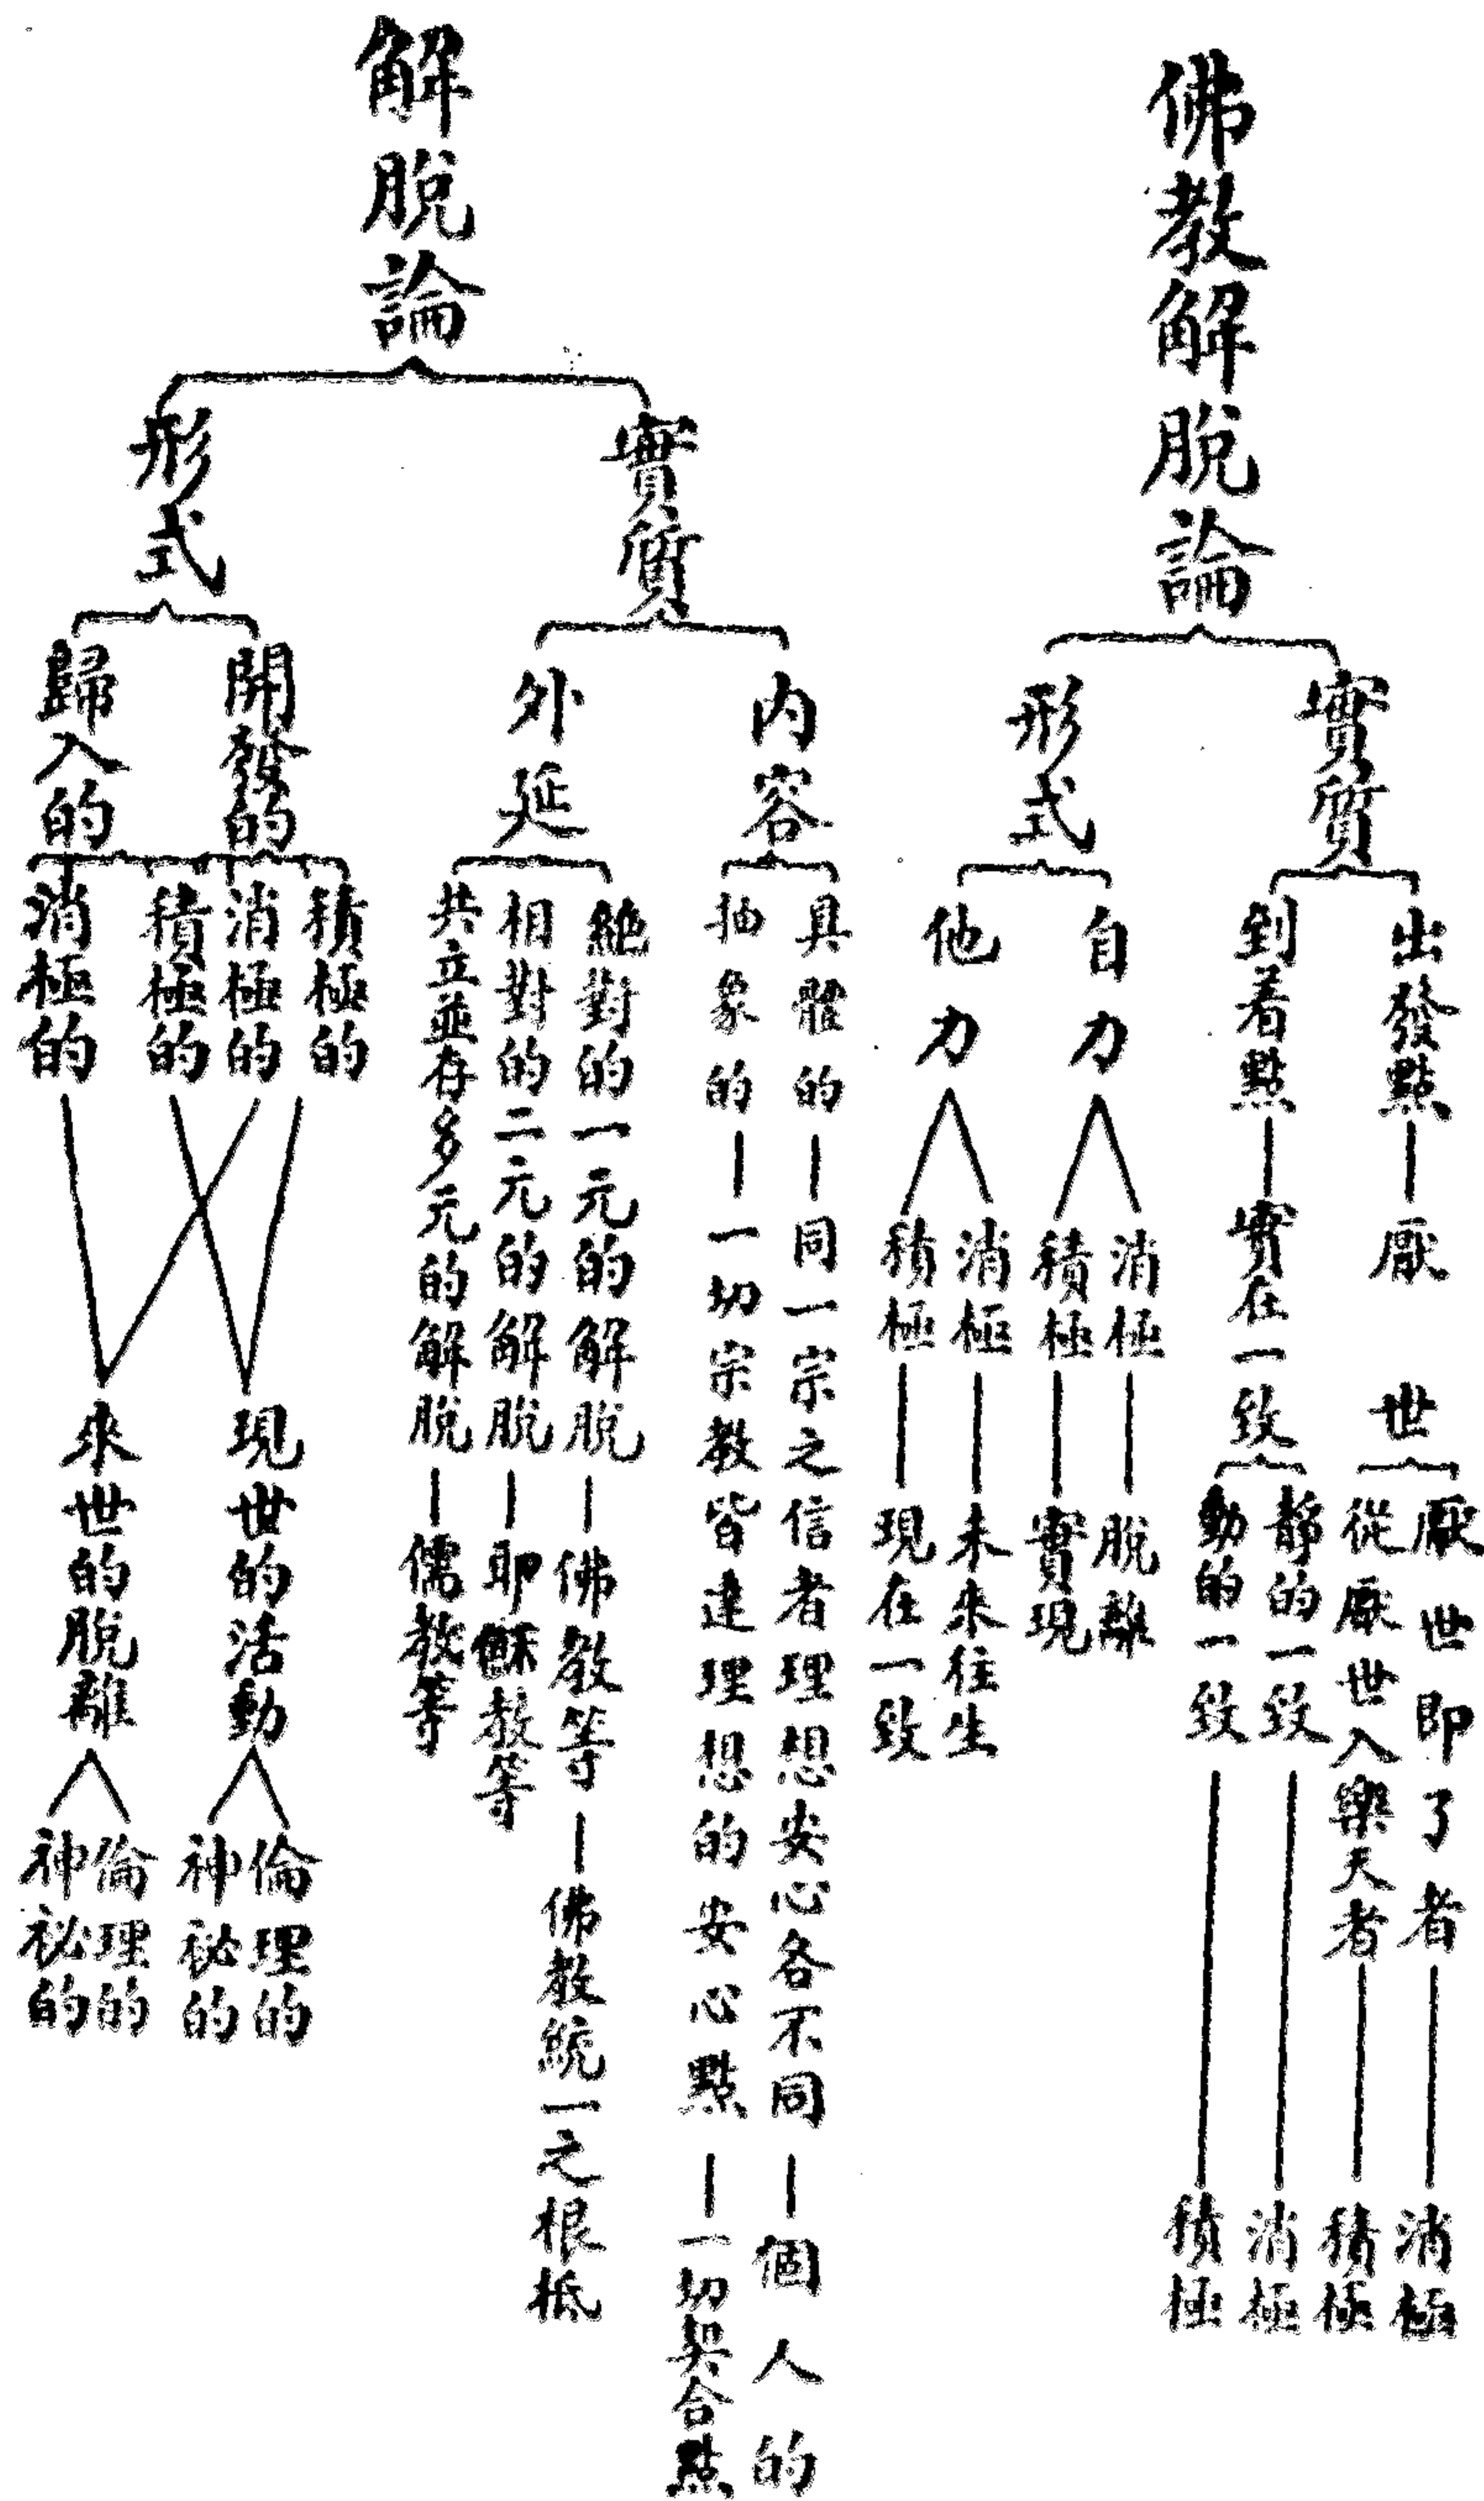 佛教解脫論
實質
出發點
厭世
厭世即了者
消極
從厭世入樂天者
積極
到着點
實在一致
靜的一致
消極
動的一致
積極
形式
自力
消極
脫離
積極
實現
他力
消極
未來往生
積極
現在一致
解脫論
實質
內容
具體的
同一宗之信者理想安心各不同
個人的
抽象的
一切宗教皆達理想的安心點
一切契合點
外延
絕對的一元的解脫
佛教等
佛教統一之根柢
相對的二元的解脫
耶穌教等
共立並存多元的解脫
儒教等
形式
開發的
積極的
消極的
歸入的
積極的
消極的
現世的活動
倫理的
神祕的
來世的脫離
倫理的
神祕的